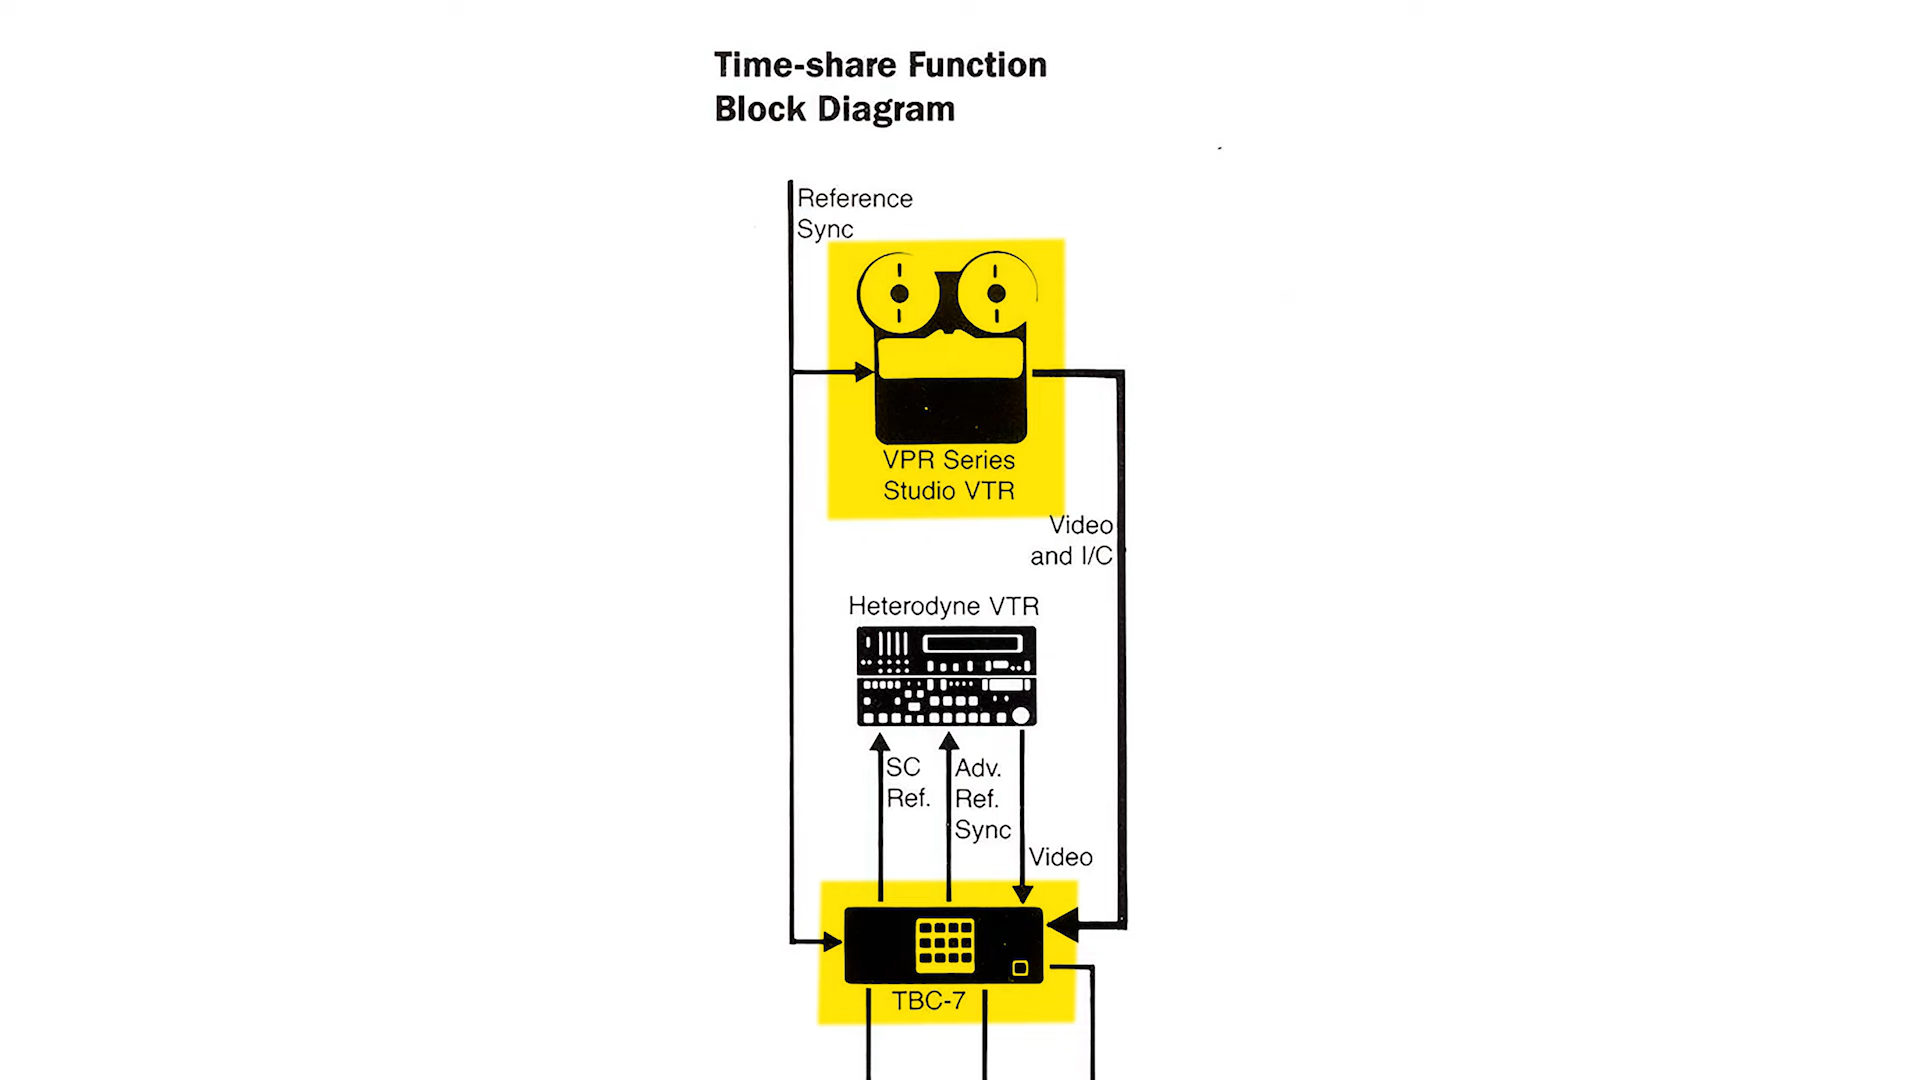 Time-share Function
Block Diagram
Reference
Sync
VPR Series
Studio VTR
Video
and I/C
Heterodyne VTR
SC
Ref.
Adv.
Ref.
Sync
Video
TBC-7